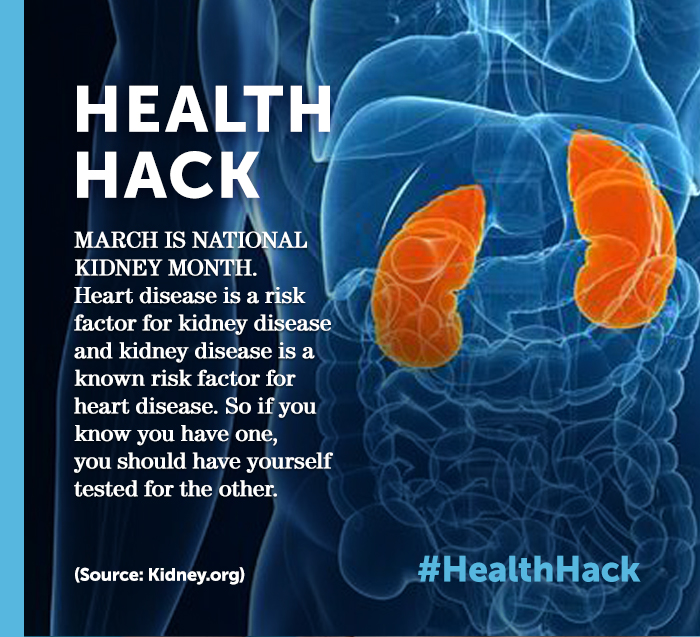 HEALTH
HACK
MARCH IS NATIONAL
KIDNEY MONTH.
Heart disease is a risk
factor for kidney disease
and kidney disease is a
known risk factor for
heart disease. So if you
know you have one,
you should have yourself
tested for the other.
(Source: Kidney.org)
#HealthHack